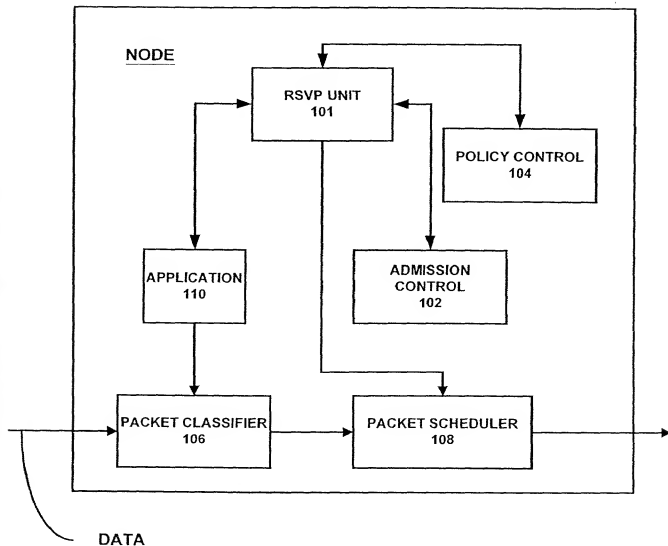 NODE
RSVP UNIT
101
POLICY CONTROL
104
APPLICATION
110
ADMISSION
CONTROL
102
PACKET CLASSIFIER
106
PACKET SCHEDULER
108
DATA